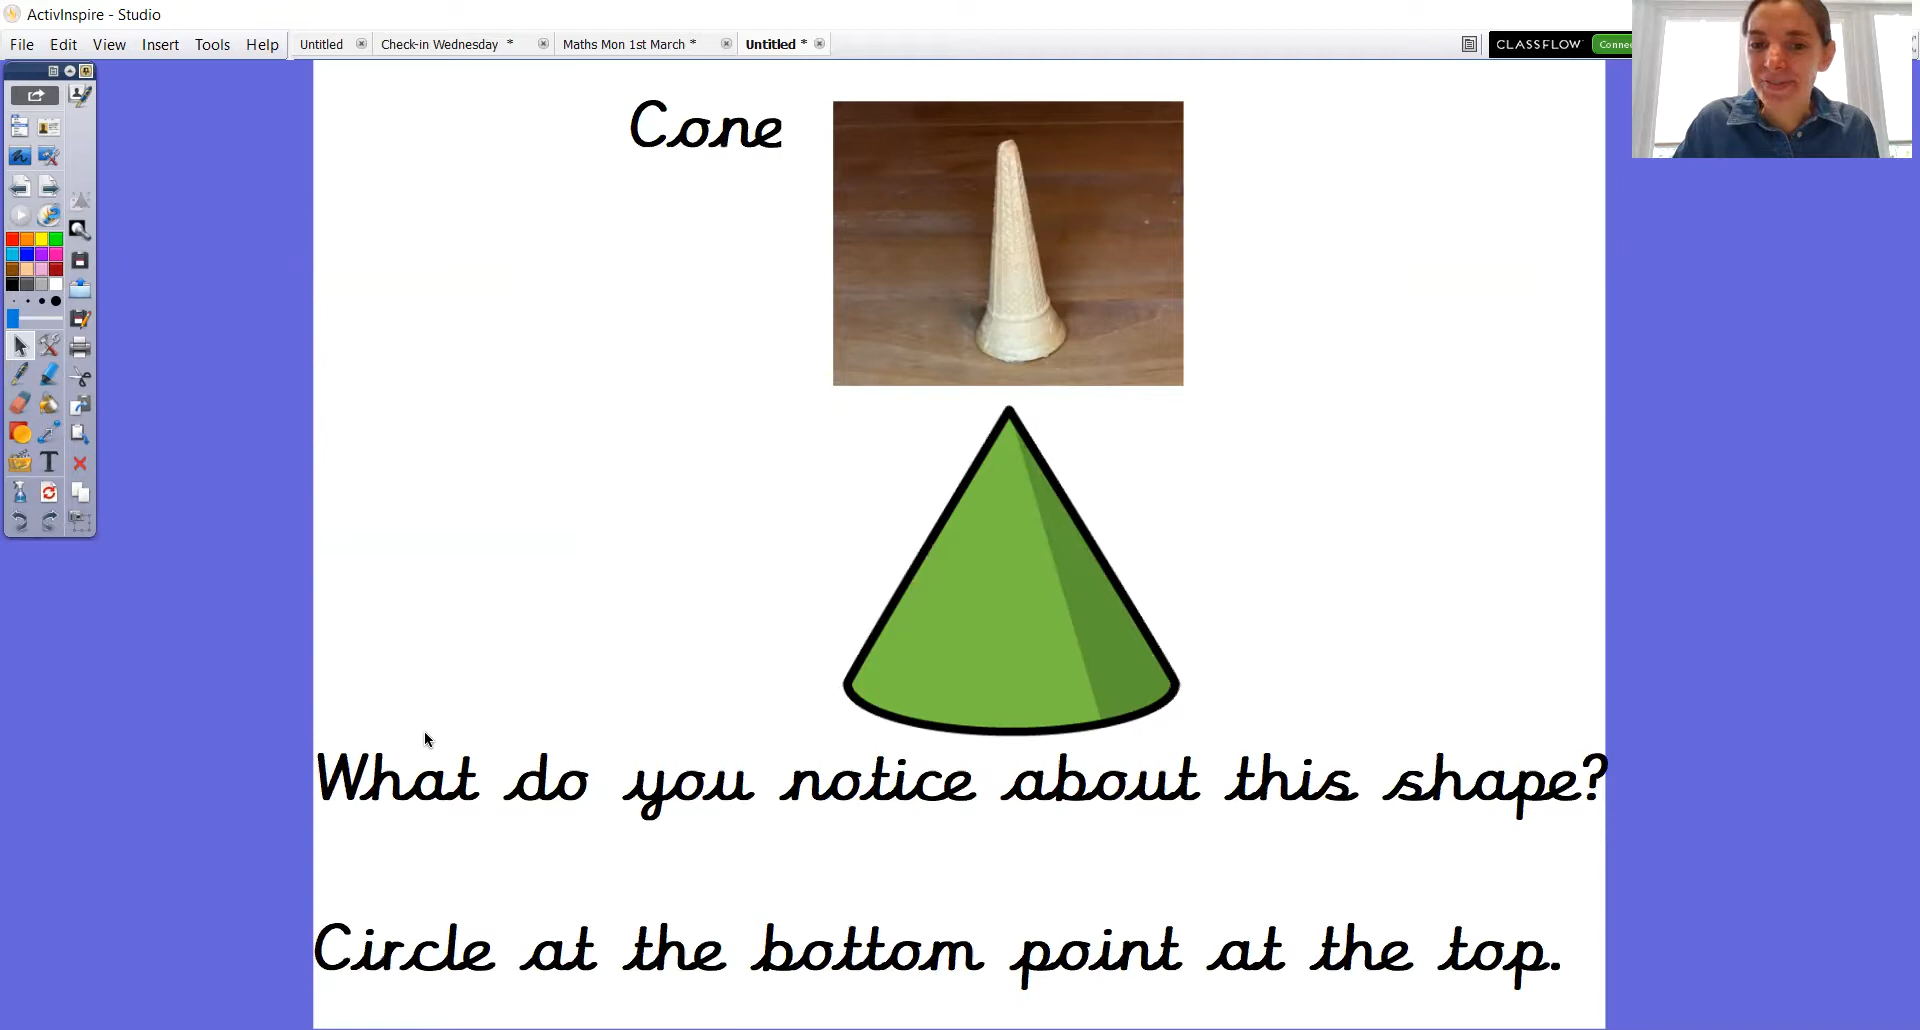 ActivInspire - Studio
File Edit View Insert Tools Help
Untitled Check-in Wednesday * Maths Mon 1st March * Untitled *
CLASSFLOW
Cone
What do you notice about this shape?
Circle at the bottom point at the top.